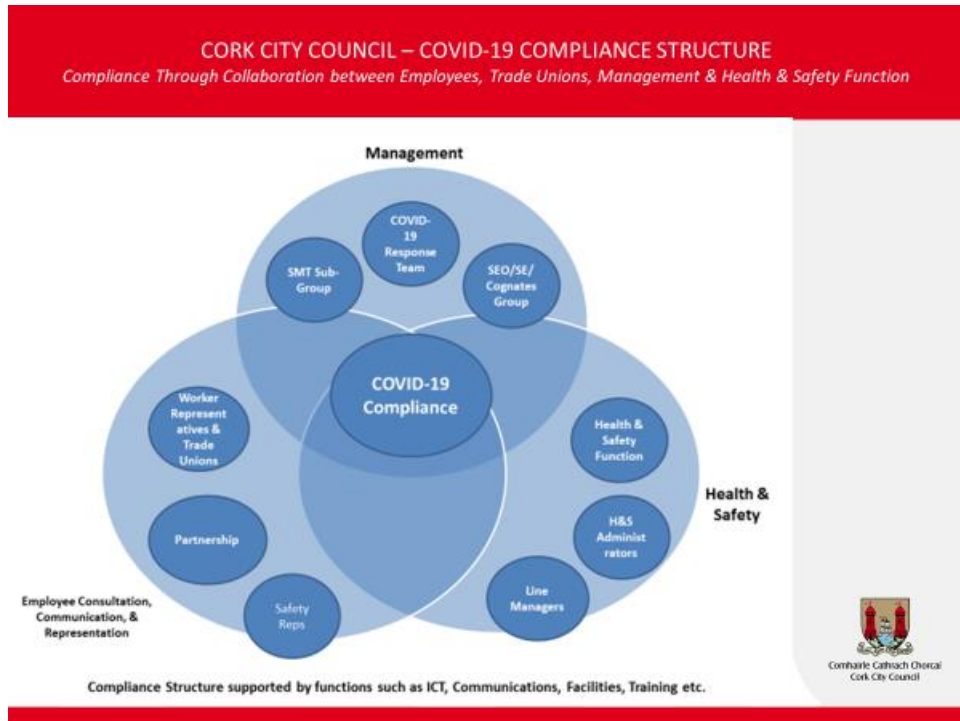 CORK CITY COUNCIL – COVID-19 COMPLIANCE STRUCTURE
Compliance Through Collaboration between Employees, Trade Unions, Management & Health & Safety Function
Management
COVID-
19
Response
Team
SMT Sub-
Group
SEO/SE/
Cognates
Group
COVID-19
Compliance
Worker
Represent
atives &
Trade
Unions
Health &
Safety
Function
Health &
Safety
Partnership
H&S
Administ
rators
Line
Managers
Safety
Reps
Employee Consultation,
Communication, &
Representation
Comhairle Cathrach Chorcaí
Cork City Council
Compliance Structure supported by functions such as ICT, Communications, Facilities, Training etc.